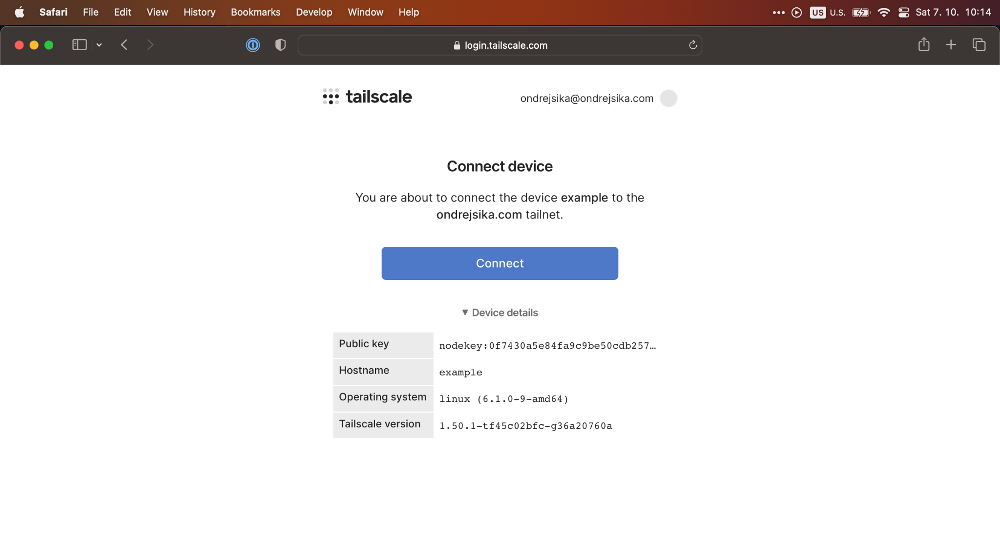 Safari File Edit View History Bookmarks Develop Window Help US U.S. Sat 7. 10. 10:14
login.tailscale.com
tailscale ondrejsika@ondrejsika.com
Connect device
You are about to connect the device example to the
ondrejsika.com tailnet.
Connect
▼ Device details
Public key nodekey:0f7430a5e84fa9c9be50cdb257…
Hostname example
Operating system linux (6.1.0-9-amd64)
Tailscale version 1.50.1-tf45c02bfc-g36a20760a